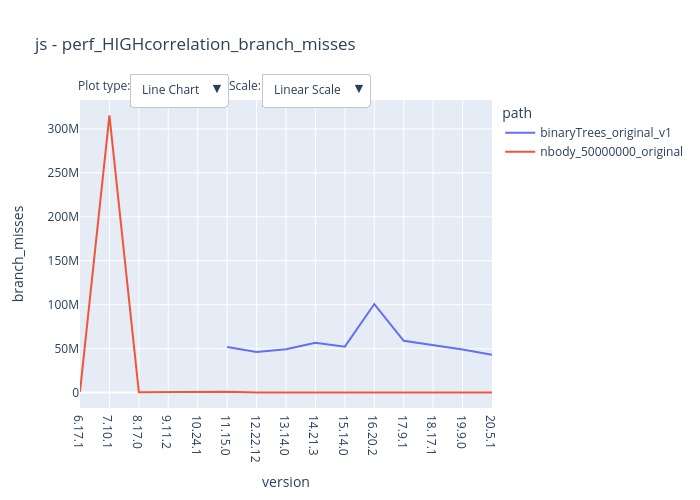 js - perf_HIGHcorrelation_branch_misses
Plot type: Line Chart ▼ Scale: Linear Scale ▼
path
binaryTrees_original_v1
nbody_50000000_original
branch_misses
300M
250M
200M
150M
100M
50M
0
6.17.1
7.10.1
8.17.0
9.11.2
10.24.1
11.15.0
12.22.12
13.14.0
14.21.3
15.14.0
16.20.2
17.9.1
18.17.1
19.9.0
20.5.1
version